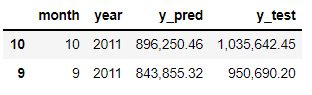 month year y_pred y_test
10 10 2011 896,250.46 1,035,642.45
9 9 2011 843,855.32 950,690.20